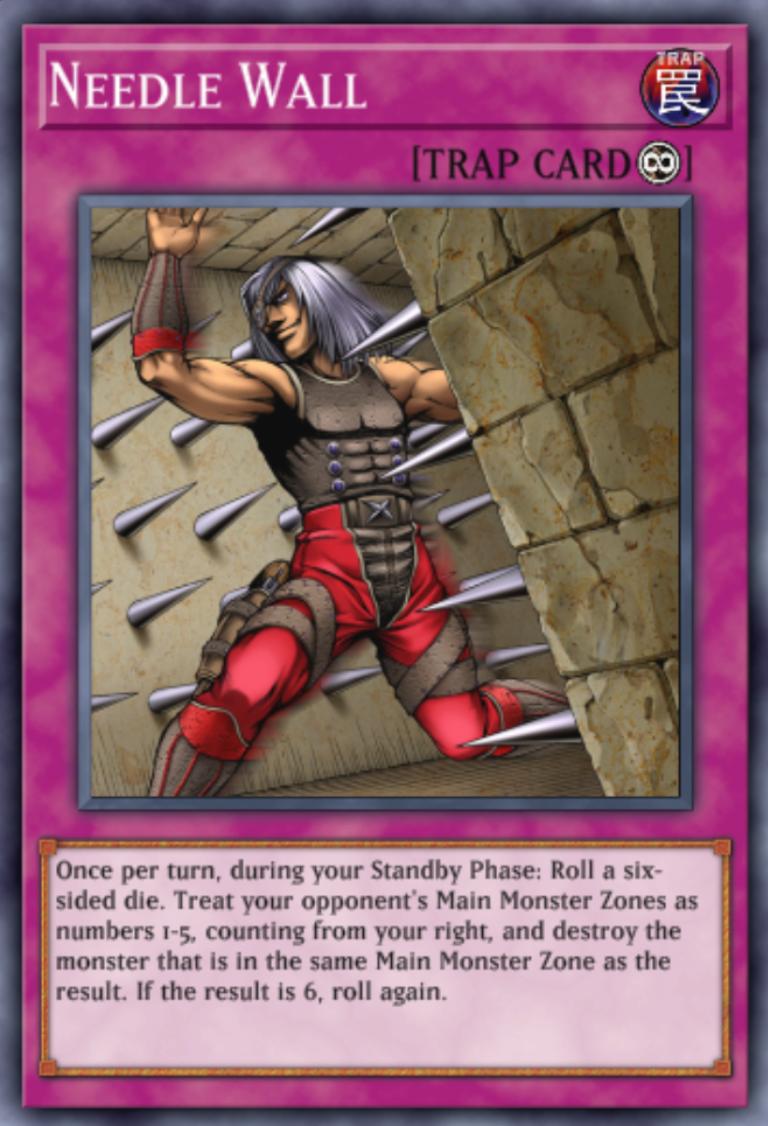 NEEDLE WALL
TRAP
罠
[TRAP CARD]
Once per turn, during your Standby Phase: Roll a six-
sided die. Treat your opponent's Main Monster Zones as
numbers 1-5, counting from your right, and destroy the
monster that is in the same Main Monster Zone as the
result. If the result is 6, roll again.